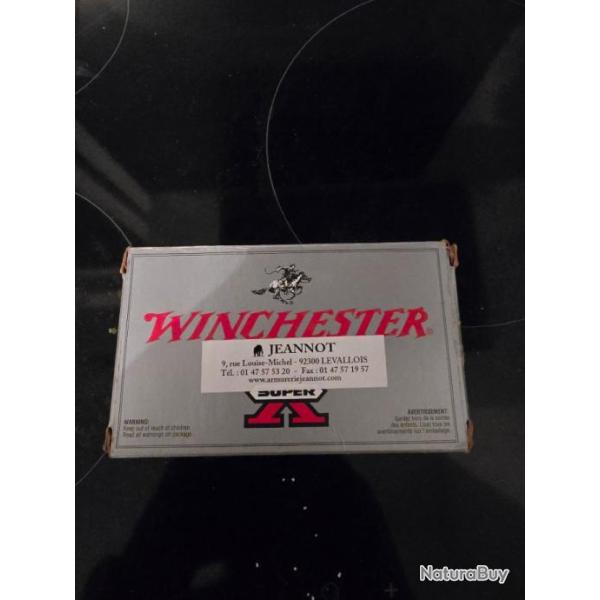 WINCHESTER®
JEANNOT
9, rue Louise-Michel - 92300 LEVALLOIS
Tél. : 01 47 57 53 20 - Fax : 01 47 57 19 57
www.armureriejeannot.com
SUPER
X
WARNING:
Keep out of reach of children.
Read all warnings on package.
AVERTISSEMENT:
Garder hors de la portée
des enfants. Lisez tous les
avertissements sur l'emballage.
NaturaBuy